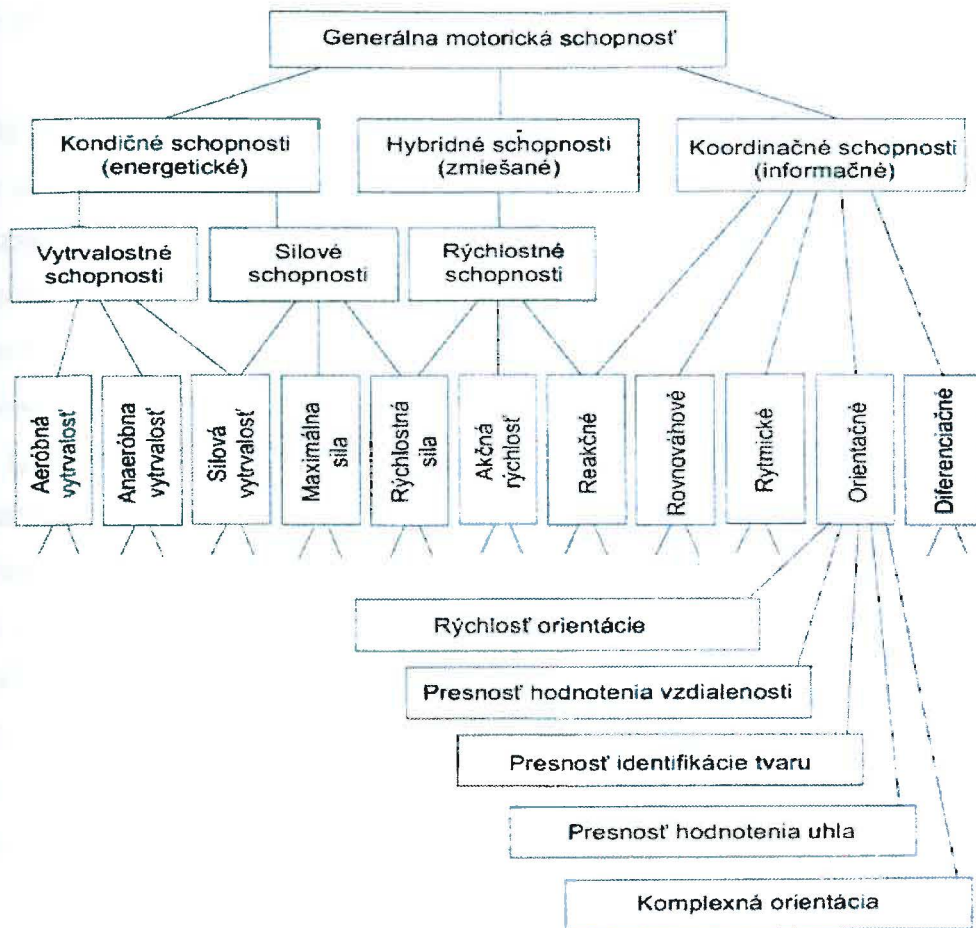 Generálna motorická schopnosť
Kondičné schopnosti
(energetické)
Hybridné schopnosti
(zmiešané)
Koordinačné schopnosti
(informačné)
Vytrvalostné
schopnosti
Silové
schopnosti
Rýchlostné
schopnosti
Aeróbná
vytrvalosť
Anaeróbna
vytrvalosť
Silová
vytrvalosť
Maximálna
sila
Rýchlostná
sila
Akčná
rýchlosť
Reakčné
Rovnováhové
Rytmické
Orientačné
Diferenciačné
Rýchlosť orientácie
Presnosť hodnotenia vzdialenosti
Presnosť identifikácie tvaru
Presnosť hodnotenia uhla
Komplexná orientácia